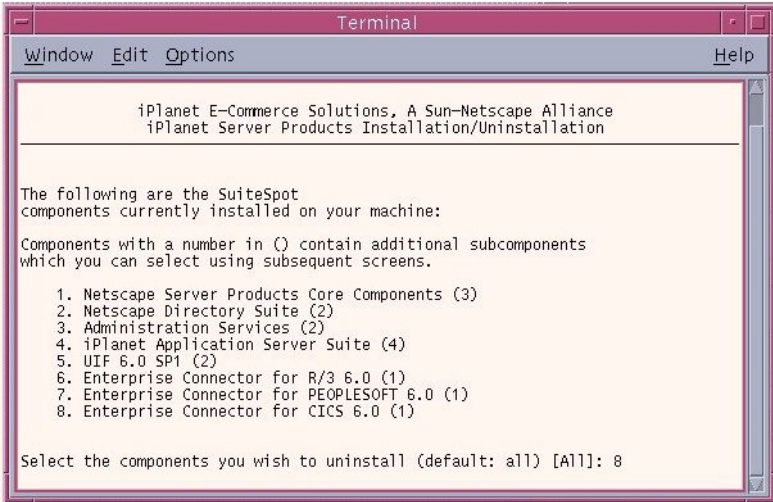 Terminal
Window Edit Options Help
iPlanet E-Commerce Solutions, A Sun-Netscape Alliance
iPlanet Server Products Installation/Uninstallation
The following are the SuiteSpot
components currently installed on your machine:
Components with a number in () contain additional subcomponents
which you can select using subsequent screens.
1. Netscape Server Products Core Components (3)
2. Netscape Directory Suite (2)
3. Administration Services (2)
4. iPlanet Application Server Suite (4)
5. UIF 6.0 SP1 (2)
6. Enterprise Connector for R/3 6.0 (1)
7. Enterprise Connector for PEOPLESOFT 6.0 (1)
8. Enterprise Connector for CICS 6.0 (1)
Select the components you wish to uninstall (default: all) [All]: 8